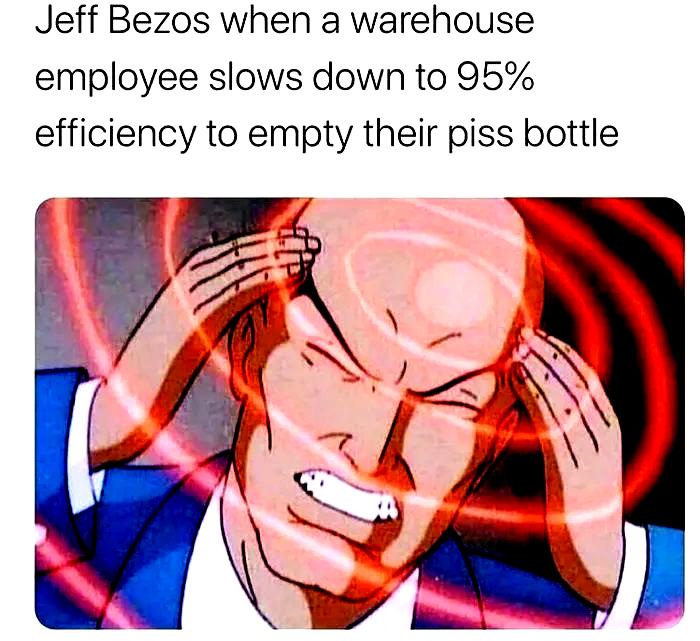 Jeff Bezos when a warehouse
employee slows down to 95%
efficiency to empty their piss bottle